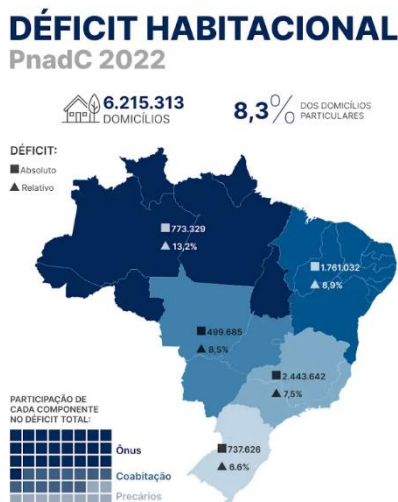 DÉFICIT HABITACIONAL
PnadC 2022
6.215.313
DOMICÍLIOS
8,3%
DOS DOMICÍLIOS
PARTICULARES
DÉFICIT:
Absoluto
Relativo
773.329
13,2%
1.761.032
8,9%
499.685
8,5%
2.443.642
7,5%
737.626
6.6%
PARTICIPAÇÃO DE
CADA COMPONENTE
NO DÉFICIT TOTAL:
Ônus
Coabitação
Precários